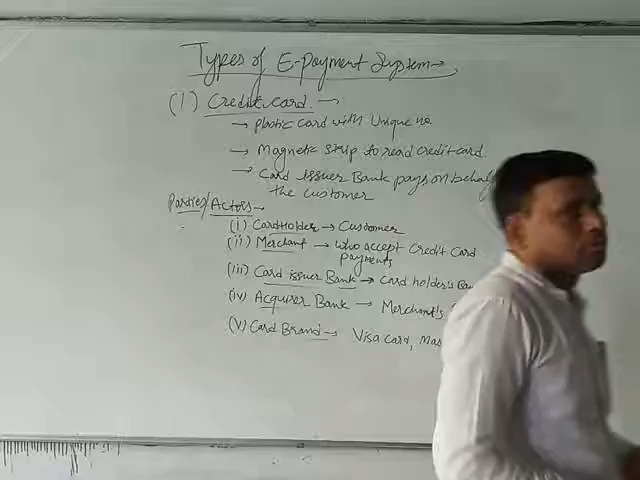 Types of E-Payment System →
(1) Credit card →
→ Plastic Card with Unique no.
→ Magnetic strip to read credit card.
→ Card Issuer Bank pays on behalf
the customer
Parties/Actors →
(i) Cardholder → Customer
(ii) Merchant → who accept Credit Card
payments
(iii) Card issuer Bank → Card holder's Ban
(iv) Acquirer Bank → Merchant's
(v) Card Brand → Visa Card, Mas